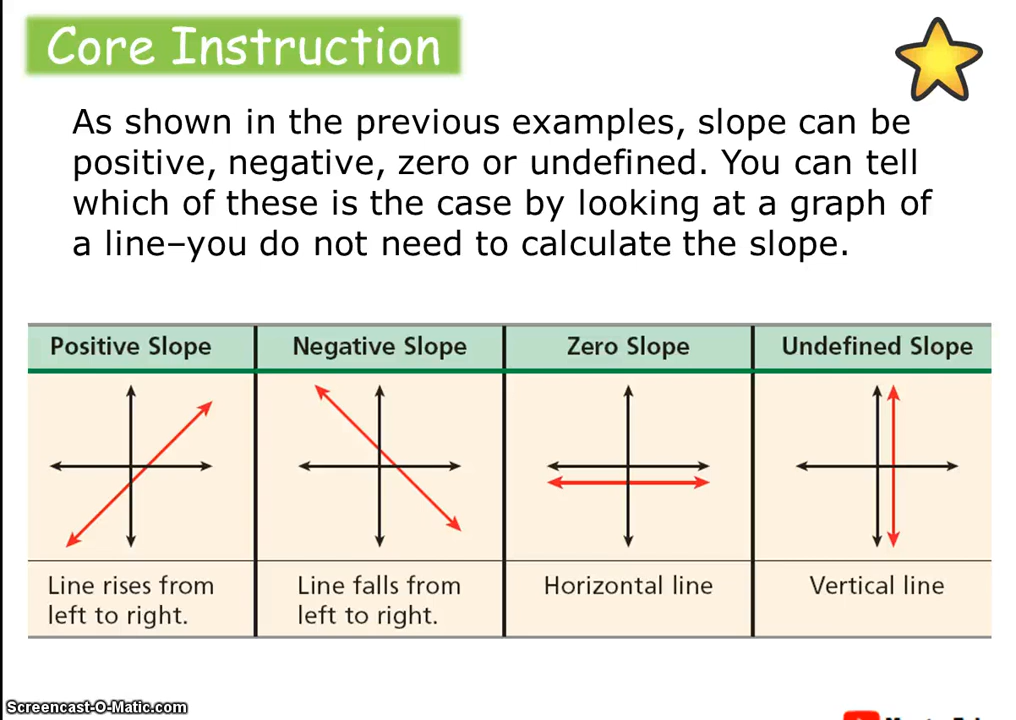 Core Instruction
As shown in the previous examples, slope can be
positive, negative, zero or undefined. You can tell
which of these is the case by looking at a graph of
a line–you do not need to calculate the slope.
Positive Slope
Negative Slope
Zero Slope
Undefined Slope
Line rises from
left to right.
Line falls from
left to right.
Horizontal line
Vertical line
Screencast-O-Matic.com